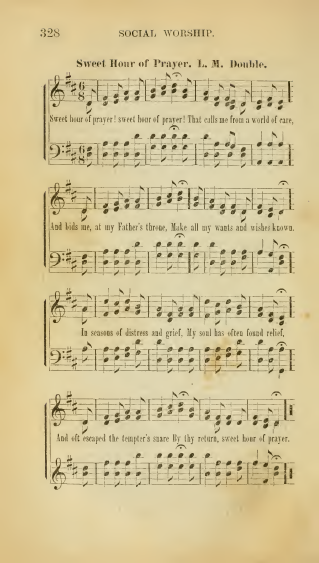 328 SOCIAL WORSHIP.
Sweet Hour of Prayer. L. M. Double.
Sweet hour of prayer! sweet hour of prayer! That calls me from a world of care,
And bids me, at my Father's throne, Make all my wants and wishes known.
In seasons of distress and grief, My soul has often found relief,
And oft escaped the tempter's snare By thy return, sweet hour of prayer.